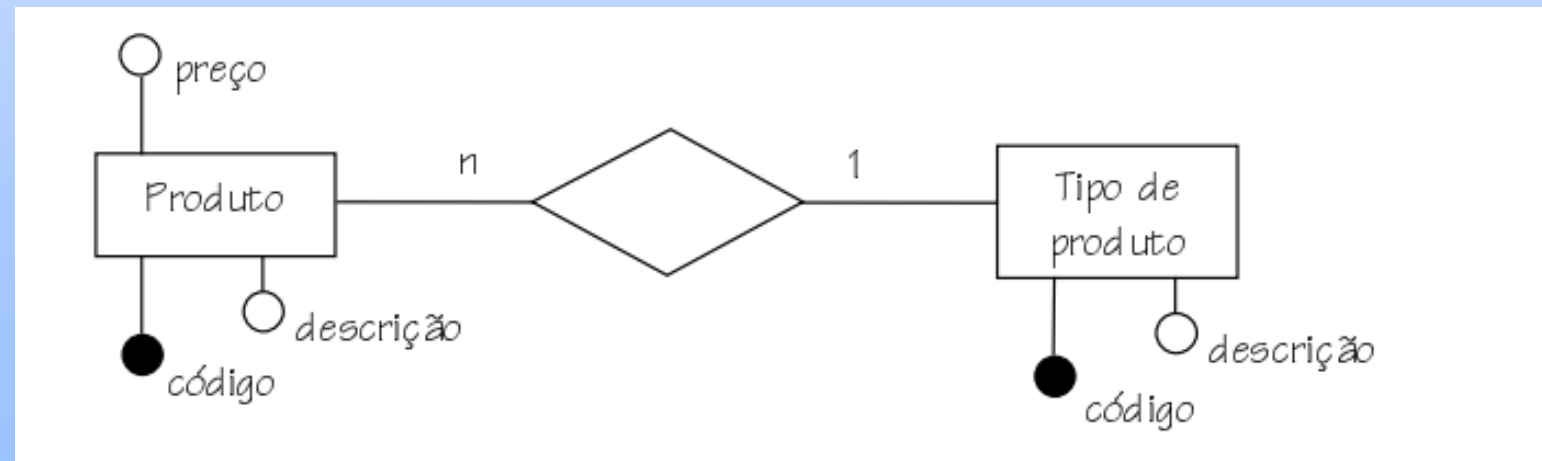 preço
Produto
n
1
Tipo de
produto
descrição
código
descrição
código